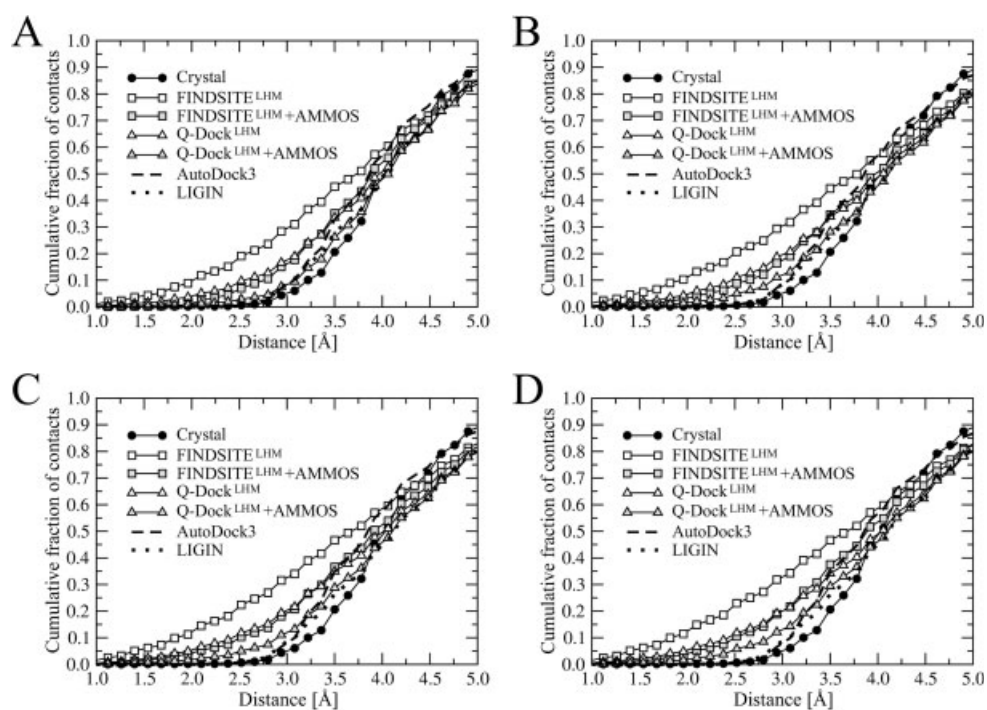 A
Cumulative fraction of contacts
1.0
0.9
0.8
0.7
0.6
0.5
0.4
0.3
0.2
0.1
0.0
Crystal
FINDSITE LHM
FINDSITE LHM +AMMOS
Q-Dock LHM
Q-Dock LHM +AMMOS
AutoDock3
LIGIN
1.0 1.5 2.0 2.5 3.0 3.5 4.0 4.5 5.0
Distance [Å]
B
Cumulative fraction of contacts
1.0
0.9
0.8
0.7
0.6
0.5
0.4
0.3
0.2
0.1
0.0
Crystal
FINDSITE LHM
FINDSITE LHM +AMMOS
Q-Dock LHM
Q-Dock LHM +AMMOS
AutoDock3
LIGIN
1.0 1.5 2.0 2.5 3.0 3.5 4.0 4.5 5.0
Distance [Å]
C
Cumulative fraction of contacts
1.0
0.9
0.8
0.7
0.6
0.5
0.4
0.3
0.2
0.1
0.0
Crystal
FINDSITE LHM
FINDSITE LHM +AMMOS
Q-Dock LHM
Q-Dock LHM +AMMOS
AutoDock3
LIGIN
1.0 1.5 2.0 2.5 3.0 3.5 4.0 4.5 5.0
Distance [Å]
D
Cumulative fraction of contacts
1.0
0.9
0.8
0.7
0.6
0.5
0.4
0.3
0.2
0.1
0.0
Crystal
FINDSITE LHM
FINDSITE LHM +AMMOS
Q-Dock LHM
Q-Dock LHM +AMMOS
AutoDock3
LIGIN
1.0 1.5 2.0 2.5 3.0 3.5 4.0 4.5 5.0
Distance [Å]